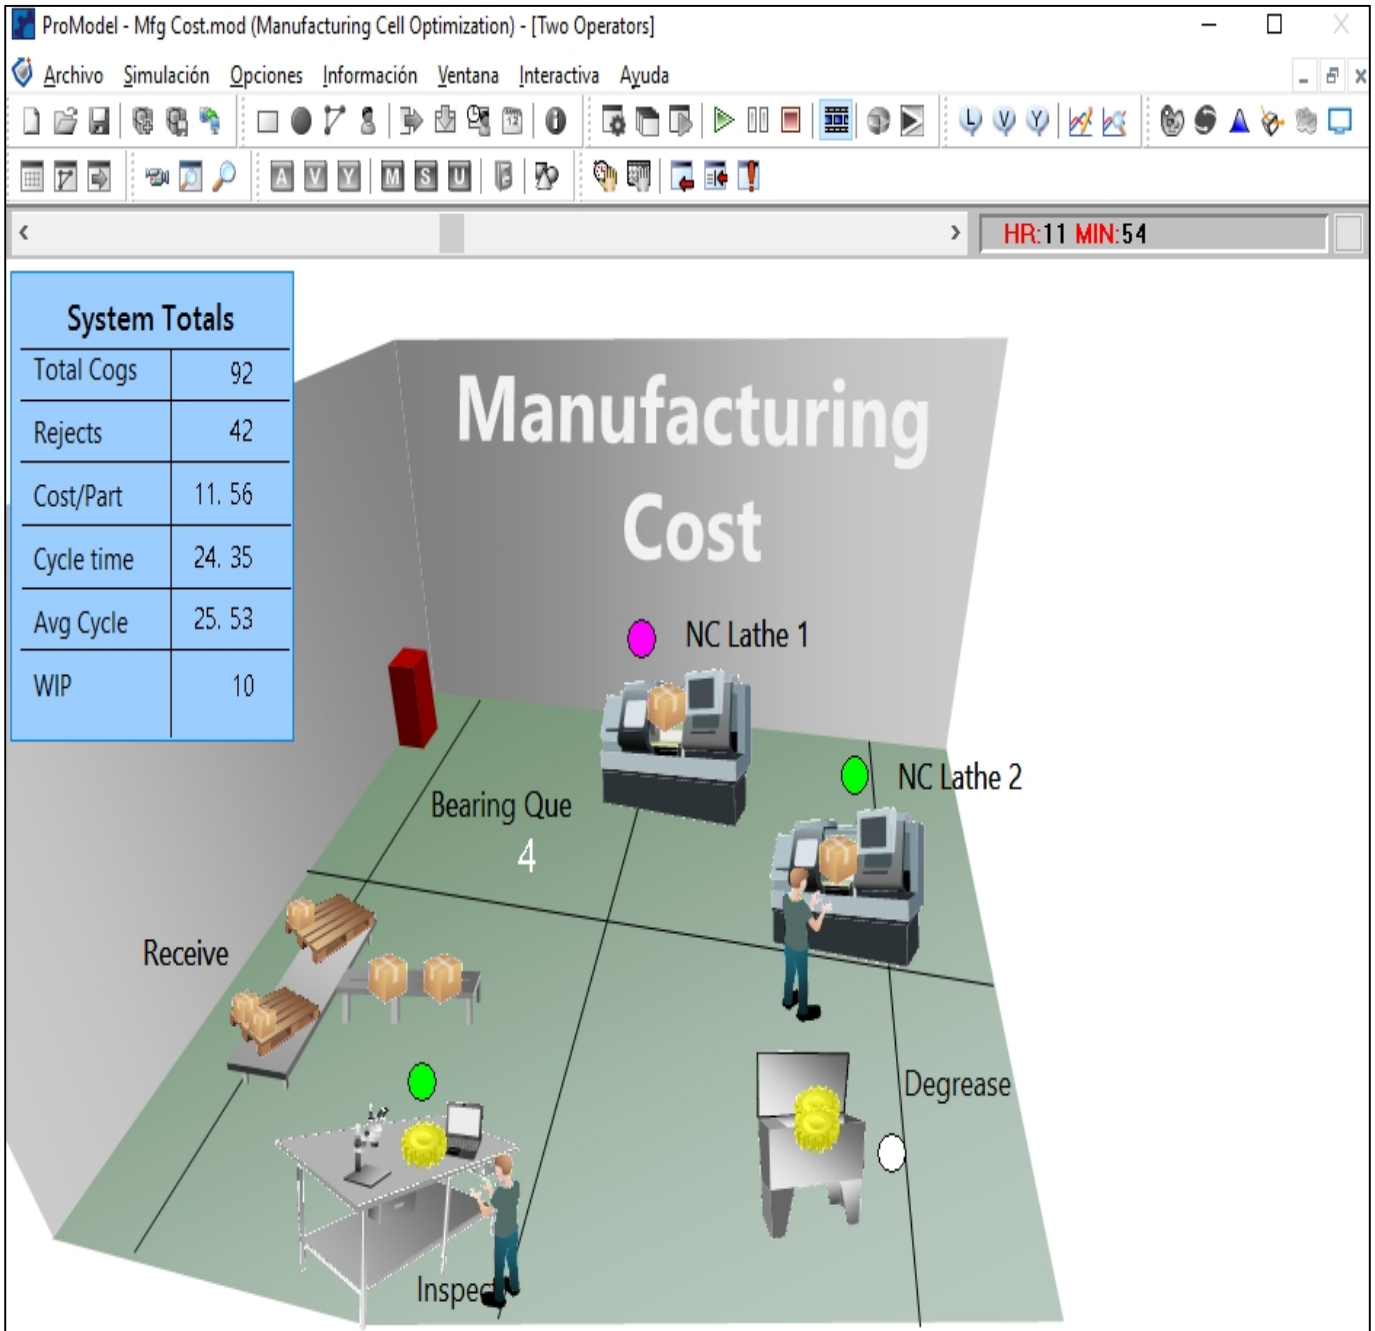 ProModel - Mfg Cost.mod (Manufacturing Cell Optimization) - [Two Operators]
Archivo Simulación Opciones Información Ventana Interactiva Ayuda
L V Y
A V Y M S U
HR:11 MIN:54
System Totals
Total Cogs 92
Rejects 42
Cost/Part 11. 56
Cycle time 24. 35
Avg Cycle 25. 53
WIP 10
Manufacturing
Cost
NC Lathe 1
NC Lathe 2
Bearing Que
4
Receive
Degrease
Inspect